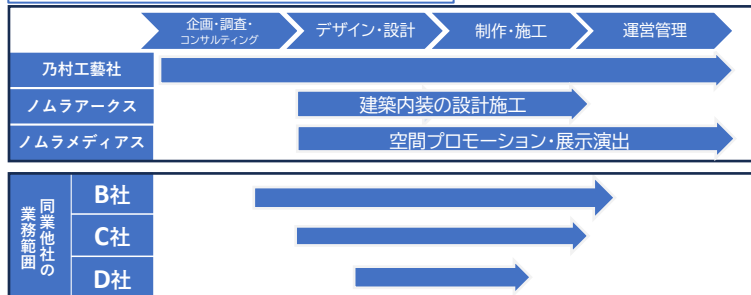 企画・調査・
コンサルティング
デザイン・設計
制作・施工
運営管理
乃村工藝社
ノムラアークス
建築内装の設計施工
ノムラメディアス
空間プロモーション・展示演出
同業他社の
業務範囲
B社
C社
D社